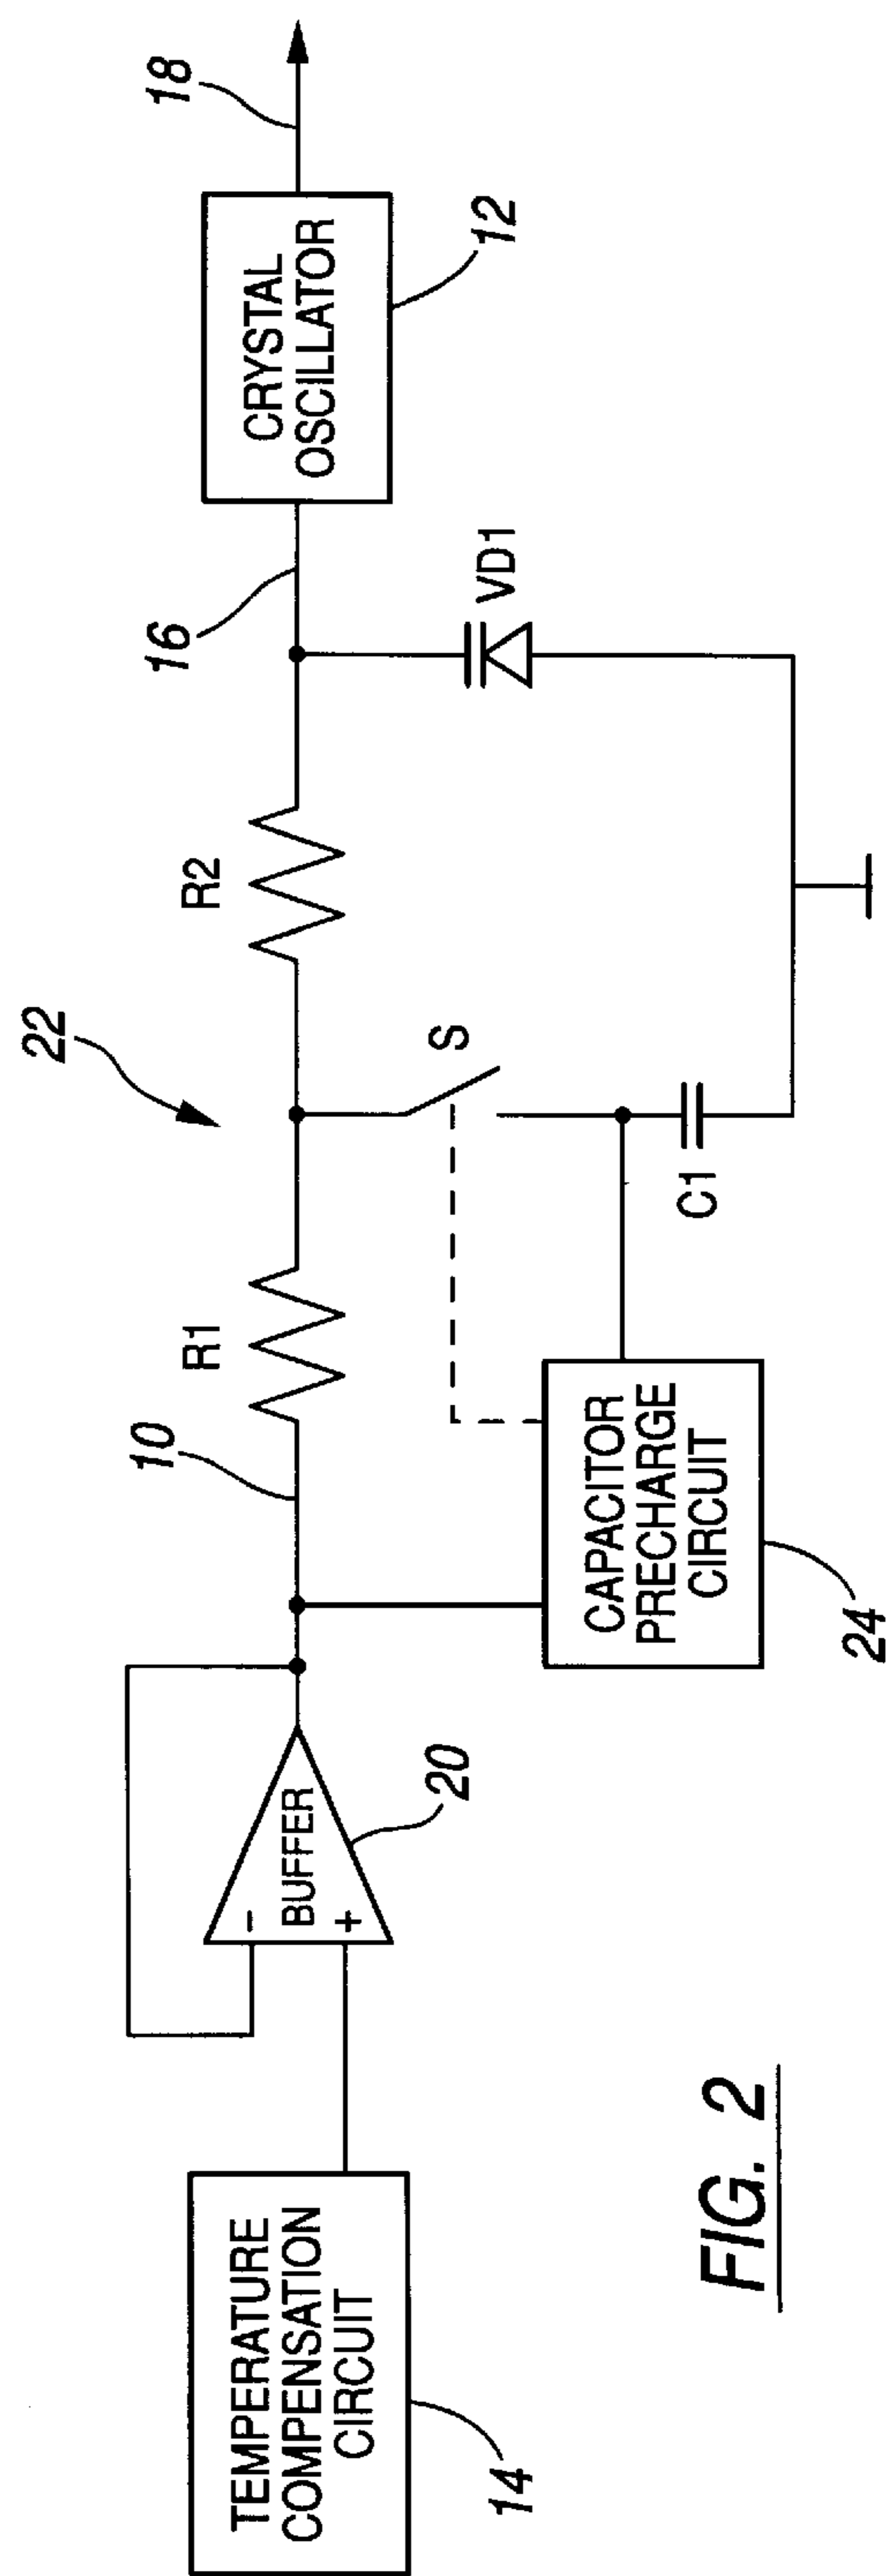 TEMPERATURE
COMPENSATION
CIRCUIT
14
-
BUFFER
+
20
10
R1
22
R2
16
CRYSTAL
OSCILLATOR
12
18
S
VD1
C1
CAPACITOR
PRECHARGE
CIRCUIT
24
FIG. 2